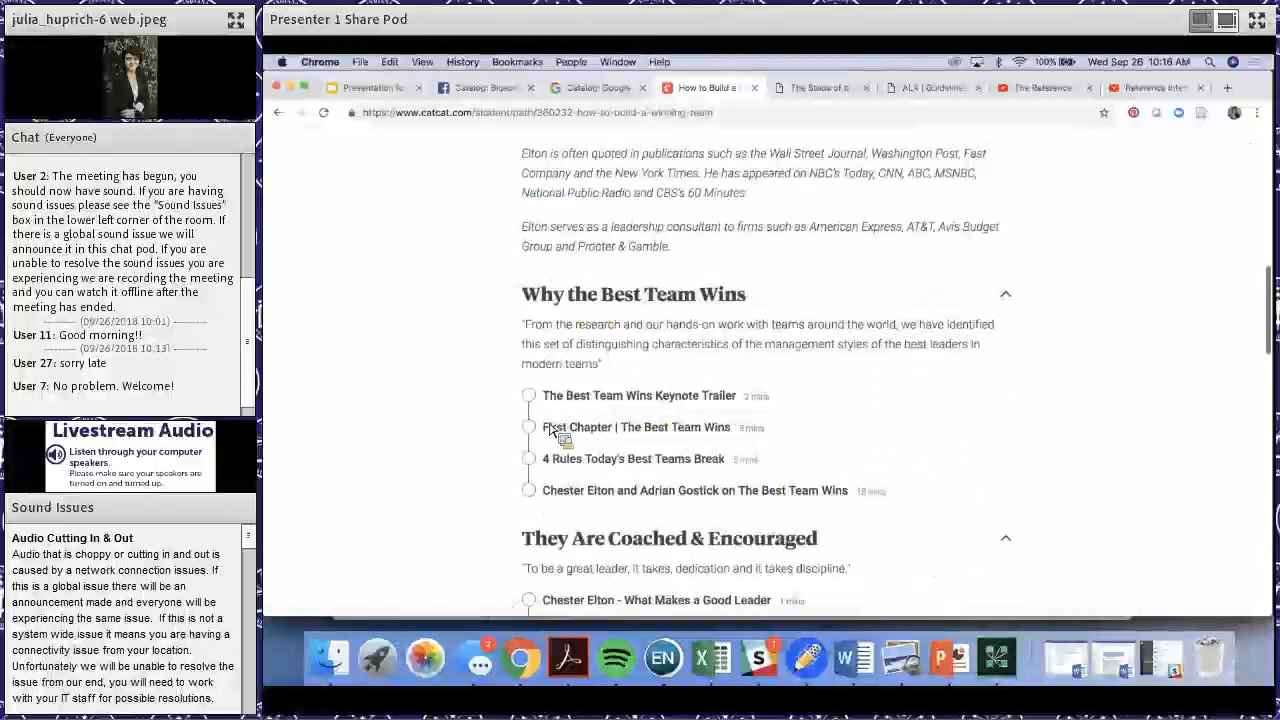 julia_huprich-6 web.jpeg
Chat (Everyone)
User 2: The meeting has begun, you
should now have sound. If you are having
sound issues please see the "Sound Issues"
box in the lower left corner of the room. If
there is a global sound issue we will
announce it in this chat pod. If you are
unable to resolve the sound issues you are
experiencing we are recording the meeting
and you can watch it offline after the
meeting has ended.
(09/26/2018 10:01)
User 11: Good morning!!
(09/26/2018 10:13)
User 27: sorry late
User 7: No problem. Welcome!
Livestream Audio
Listen through your computer
speakers.
Please make sure your speakers are
turned on and turned up.
Sound Issues
Audio Cutting In & Out
Audio that is choppy or cutting in and out is
caused by a network connection issues. If
this is a global issue there will be an
announcement made and everyone will be
experiencing the same issue. If this is not a
system wide issue it means you are having a
connectivity issue from your location.
Unfortunately we will be unable to resolve the
issue from our end, you will need to work
with your IT staff for possible resolutions.
Presenter 1 Share Pod
Chrome File Edit View History Bookmarks People Window Help
100% Wed Sep 26 10:16 AM
Presentation fo
Catalog: Blues
Catalog: Google
How to Build a
The Steps of
ALA | Guideline
The Reference
Reference Inter
https://www.catcat.com/student/path/360232-how-to-build-a-winning-team
Elton is often quoted in publications such as the Wall Street Journal, Washington Post, Fast
Company and the New York Times. He has appeared on NBC's Today, CNN, ABC, MSNBC,
National Public Radio and CBS's 60 Minutes
Elton serves as a leadership consultant to firms such as American Express, AT&T, Avis Budget
Group and Procter & Gamble.
Why the Best Team Wins
"From the research and our hands-on work with teams around the world, we have identified
this set of distinguishing characteristics of the management styles of the best leaders in
modern teams"
The Best Team Wins Keynote Trailer 2 mins
First Chapter | The Best Team Wins 9 mins
4 Rules Today's Best Teams Break 5 mins
Chester Elton and Adrian Gostick on The Best Team Wins 18 mins
They Are Coached & Encouraged
"To be a great leader, it takes, dedication and it takes discipline."
Chester Elton - What Makes a Good Leader 1 mins
EN